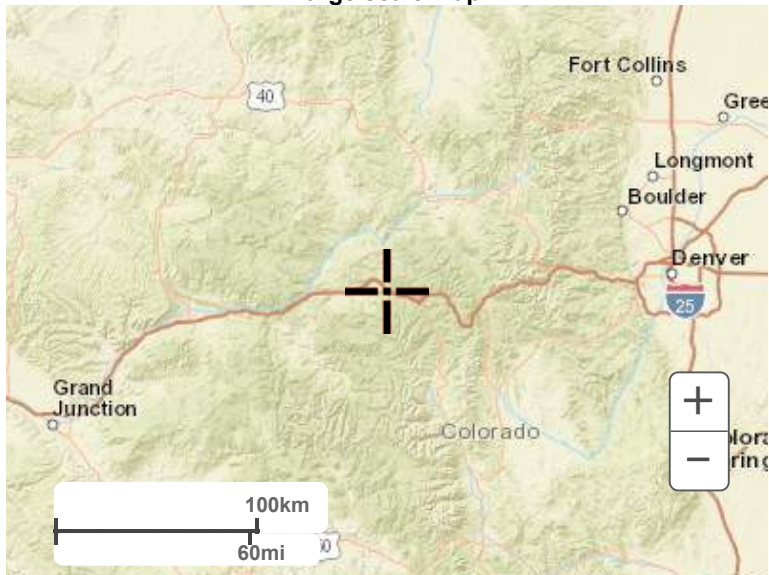 Fort Collins
40
Gree
Longmont
Boulder
Denver
25
Grand
Junction
Colorado
+
−
100km
60mi